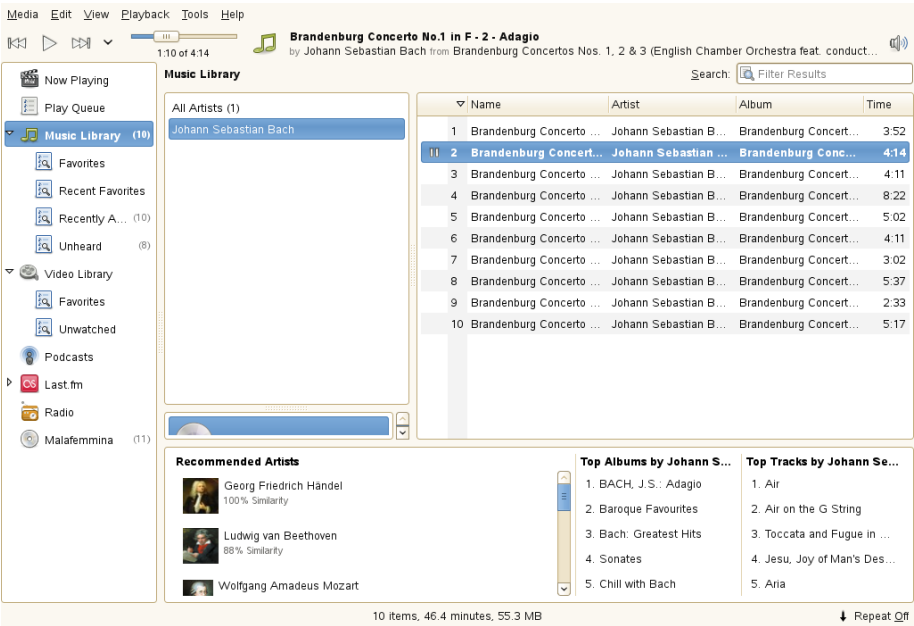 Media Edit View Playback Tools Help
1:10 of 4:14
Brandenburg Concerto No.1 in F - 2 - Adagio
by Johann Sebastian Bach from Brandenburg Concertos Nos. 1, 2 & 3 (English Chamber Orchestra feat. conduct...
Now Playing
Play Queue
Music Library (10)
Favorites
Recent Favorites
Recently A... (10)
Unheard (8)
Video Library
Favorites
Unwatched
Podcasts
Last.fm
Radio
Malafemmina (11)
Music Library
Search: Filter Results
All Artists (1)
Johann Sebastian Bach
Name Artist Album Time
1 Brandenburg Concerto ... Johann Sebastian B... Brandenburg Concert... 3:52
2 Brandenburg Concert... Johann Sebastian ... Brandenburg Conc... 4:14
3 Brandenburg Concerto ... Johann Sebastian B... Brandenburg Concert... 4:11
4 Brandenburg Concerto ... Johann Sebastian B... Brandenburg Concert... 8:22
5 Brandenburg Concerto ... Johann Sebastian B... Brandenburg Concert... 5:02
6 Brandenburg Concerto ... Johann Sebastian B... Brandenburg Concert... 4:11
7 Brandenburg Concerto ... Johann Sebastian B... Brandenburg Concert... 3:02
8 Brandenburg Concerto ... Johann Sebastian B... Brandenburg Concert... 5:37
9 Brandenburg Concerto ... Johann Sebastian B... Brandenburg Concert... 2:33
10 Brandenburg Concerto ... Johann Sebastian B... Brandenburg Concert... 5:17
Recommended Artists
Georg Friedrich Händel
100% Similarity
Ludwig van Beethoven
88% Similarity
Wolfgang Amadeus Mozart
Top Albums by Johann S...
1. BACH, J.S.: Adagio
2. Baroque Favourites
3. Bach: Greatest Hits
4. Sonates
5. Chill with Bach
Top Tracks by Johann Se...
1. Air
2. Air on the G String
3. Toccata and Fugue in ...
4. Jesu, Joy of Man's Des...
5. Aria
10 items, 46.4 minutes, 55.3 MB
Repeat Off